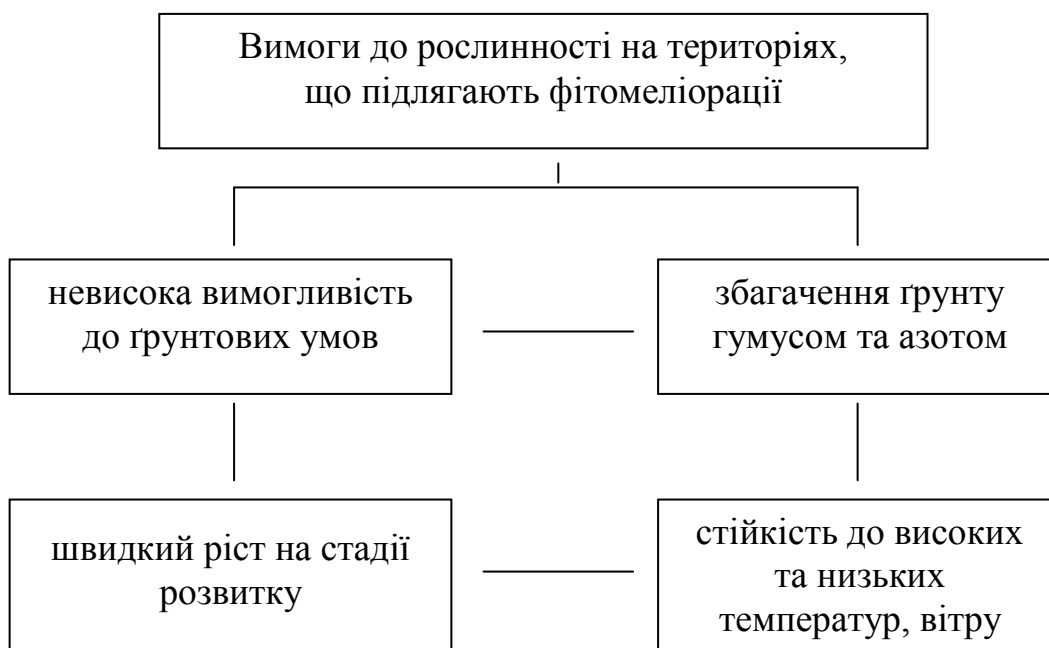 Вимоги до рослинності на територіях,
що підлягають фітомеліорації
невисока вимогливість
до ґрунтових умов
збагачення ґрунту
гумусом та азотом
швидкий ріст на стадії
розвитку
стійкість до високих
та низьких
температур, вітру